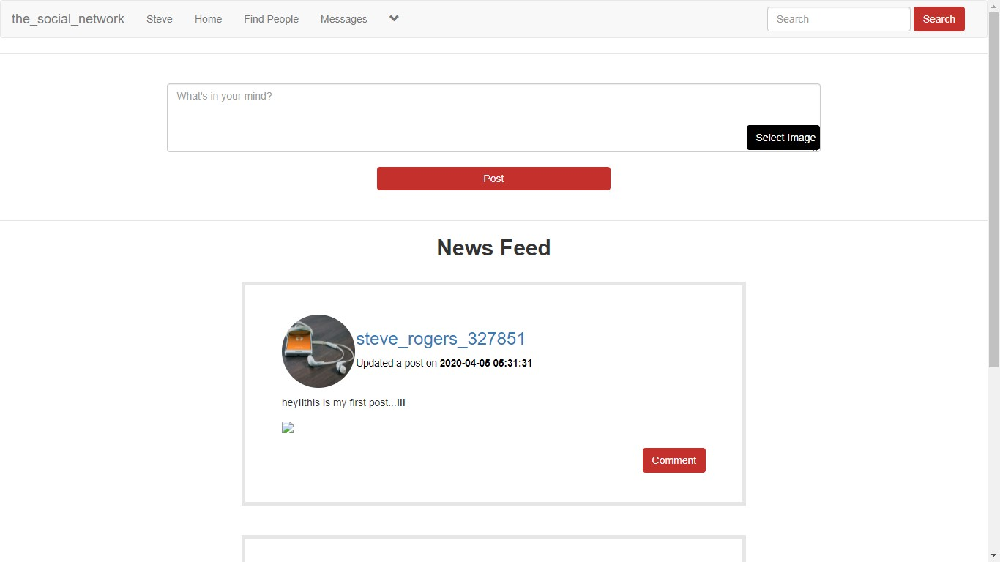 the_social_network Steve Home Find People Messages Search Search
What's in your mind?
Select Image
Post
News Feed
steve_rogers_327851
Updated a post on 2020-04-05 05:31:31
hey!!this is my first post...!!!
Comment